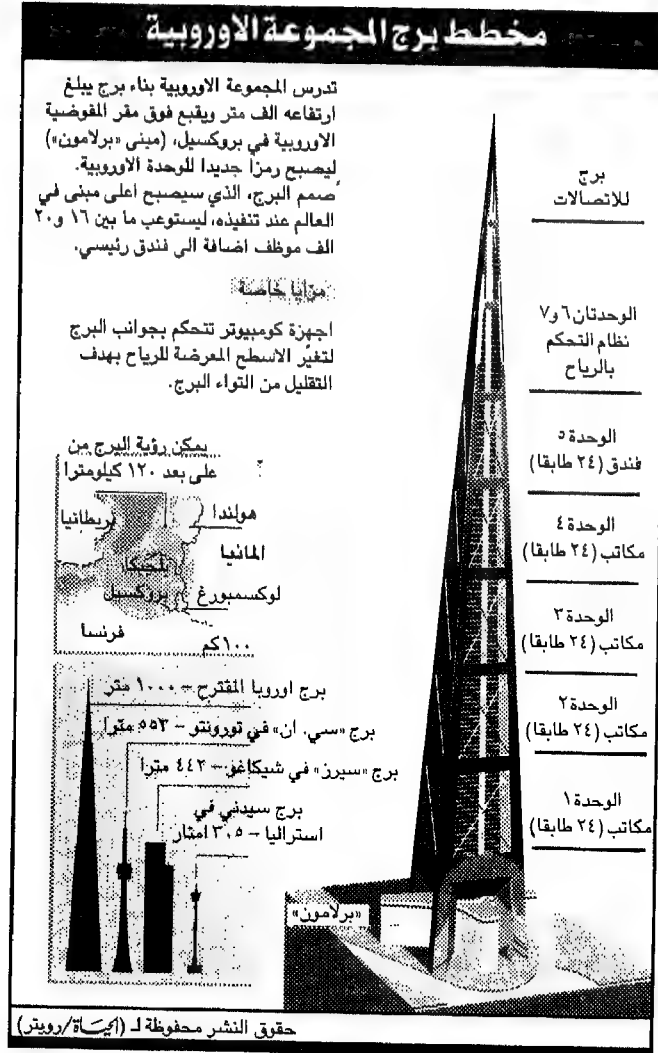 مخطط برج المجموعة الاوروبية
تدرس المجموعة الاوروبية بناء برج يبلغ
ارتفاعه الف متر ويقبع فوق مقر المفوضية
الاوروبية في بروكسيل، (مبنى «برلامون»)
ليصبح رمزا جديدا للوحدة الاوروبية.
صُمم البرج، الذي سيصبح اعلى مبنى في
العالم عند تنفيذه، ليستوعب ما بين ١٦ و٢٠
الف موظف اضافة الى فندق رئيسي.
مزايا خاصة
اجهزة كومبيوتر تتحكم بجوانب البرج
لتغيّر الاسطح المعرضة للرياح بهدف
التقليل من التواء البرج.
برج
للاتصالات
الوحدتان ٦ و٧
نظام التحكم
بالرياح
الوحدة ٥
فندق (٢٤ طابقا)
الوحدة ٤
مكاتب (٢٤ طابقا)
الوحدة ٣
مكاتب (٢٤ طابقا)
الوحدة ٢
مكاتب (٢٤ طابقا)
الوحدة ١
مكاتب (٢٤ طابقا)
«برلامون»
يمكن رؤية البرج من
على بعد ١٢٠ كيلومترا
هولندا
بريطانيا
المانيا
بلجيكا
بروكسيل
لوكسمبورغ
فرنسا
١٠٠ كم
برج اوروبا المقترح – ١٠٠٠ متر
برج «سي. ان» في تورونتو – ٥٥٣ مترا
برج «سيرز» في شيكاغو – ٤٤٢ مترا
برج سيدني في
استراليا – ٣٠٥ امتار
حقوق النشر محفوظة لـ (الحياة/رويتر)